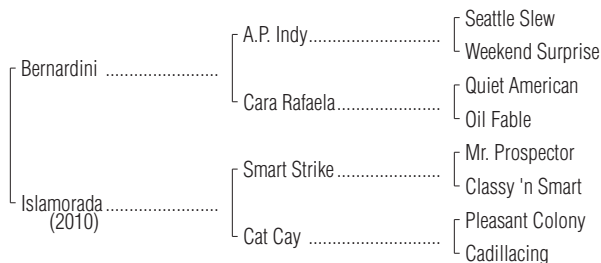 Seattle Slew
A.P. Indy........................................
Weekend Surprise
Bernardini ..................................
Quiet American
Cara Rafaela................................
Oil Fable
Mr. Prospector
Smart Strike................................
Classy 'n Smart
Islamorada..................................
(2010)
Pleasant Colony
Cat Cay ........................................
Cadillacing